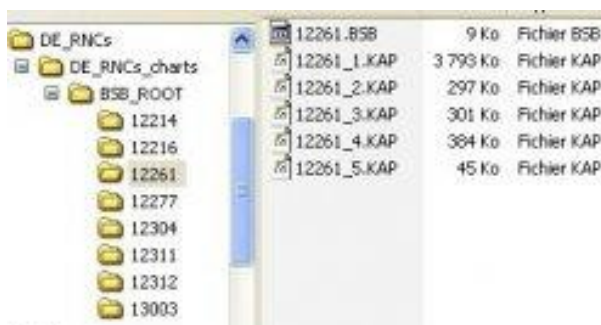 DE_RNCs
DE_RNCs_charts
BSB_ROOT
12214
12216
12261
12277
12304
12311
12312
13003
12261.BSB 9 Ko Fichier BSB
12261_1.KAP 3 793 Ko Fichier KAP
12261_2.KAP 297 Ko Fichier KAP
12261_3.KAP 301 Ko Fichier KAP
12261_4.KAP 384 Ko Fichier KAP
12261_5.KAP 45 Ko Fichier KAP